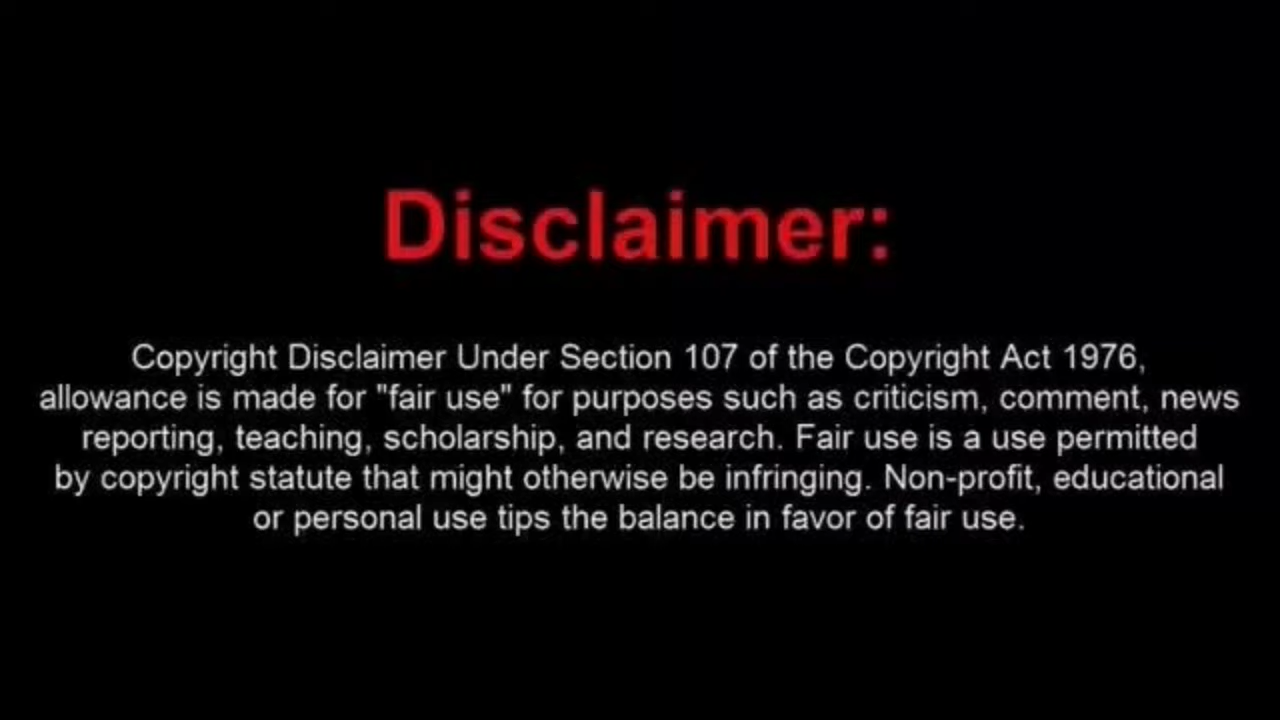 Disclaimer:
Copyright Disclaimer Under Section 107 of the Copyright Act 1976,
allowance is made for "fair use" for purposes such as criticism, comment, news
reporting, teaching, scholarship, and research. Fair use is a use permitted
by copyright statute that might otherwise be infringing. Non-profit, educational
or personal use tips the balance in favor of fair use.